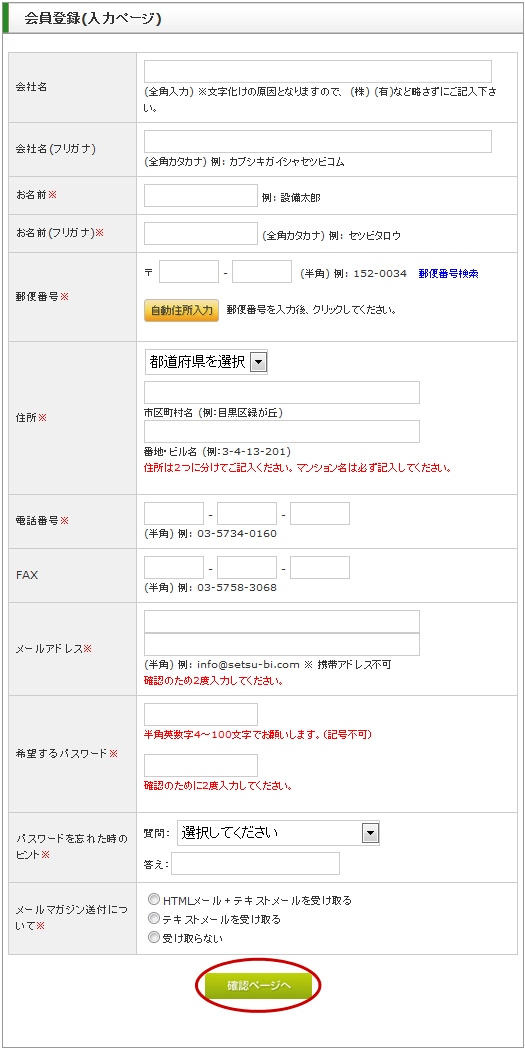 会員登録(入力ページ)
会社名
(全角入力) ※文字化けの原因となりますので、(株) (有)など略さずにご記入下さ
い。
会社名(フリガナ)
(全角カタカナ) 例: カブシキガイシャセツビコム
お名前※
例: 設備太郎
お名前(フリガナ)※
(全角カタカナ) 例: セツビタロウ
郵便番号※
〒 - (半角) 例: 152-0034 郵便番号検索
自動住所入力 郵便番号を入力後、クリックしてください。
住所※
都道府県を選択
市区町村名 (例:目黒区緑が丘)
番地・ビル名 (例:3-4-13-201)
住所は2つに分けてご記入ください。マンション名は必ず記入してください。
電話番号※
- -
(半角) 例: 03-5734-0160
FAX
- -
(半角) 例: 03-5758-3068
メールアドレス※
(半角) 例: info@setsu-bi.com ※ 携帯アドレス不可
確認のため2度入力してください。
希望するパスワード※
半角英数字4～100文字でお願いします。(記号不可)
確認のために2度入力してください。
パスワードを忘れた時の
ヒント※
質問: 選択してください
答え:
メールマガジン送付につ
いて※
HTMLメール + テキストメールを受け取る
テキストメールを受け取る
受け取らない
確認ページへ